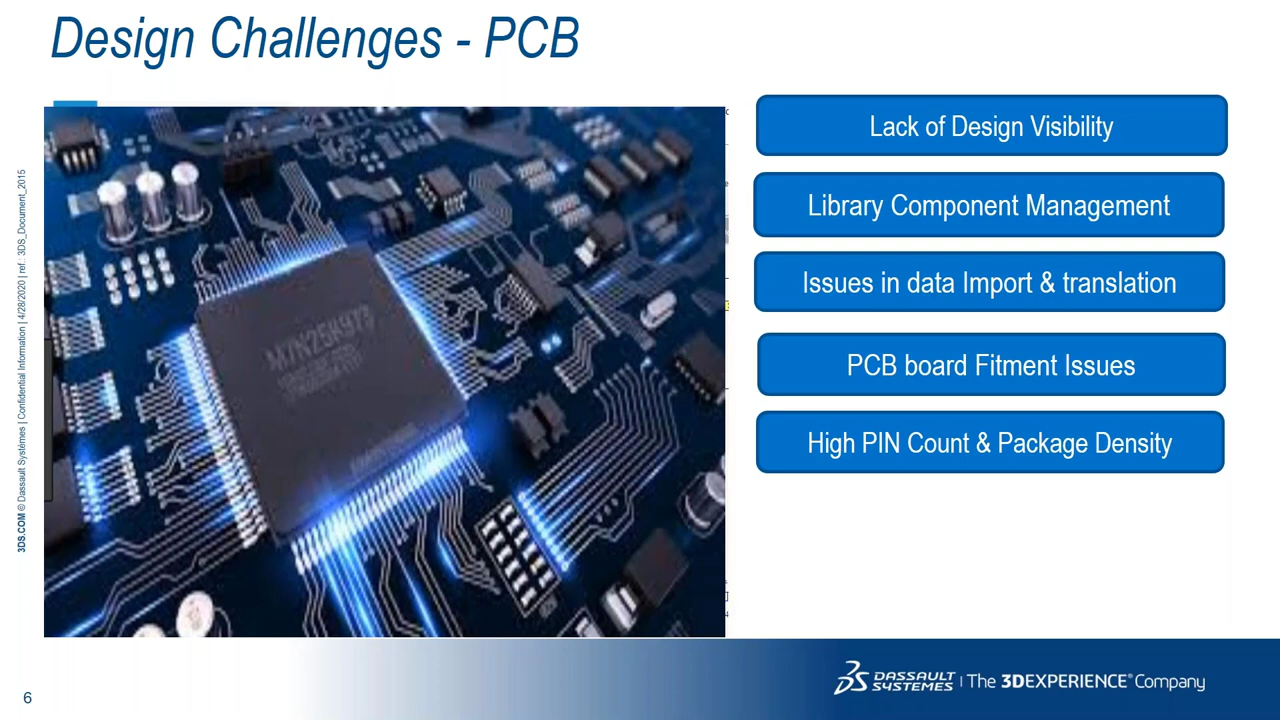 Design Challenges - PCB
Lack of Design Visibility
Library Component Management
Issues in data Import & translation
PCB board Fitment Issues
High PIN Count & Package Density
3DS.COM © Dassault Systèmes | Confidential Information | 4/28/2020 | ref.: 3DS_Document_2015
6
DASSAULT SYSTEMES | The 3DEXPERIENCE® Company